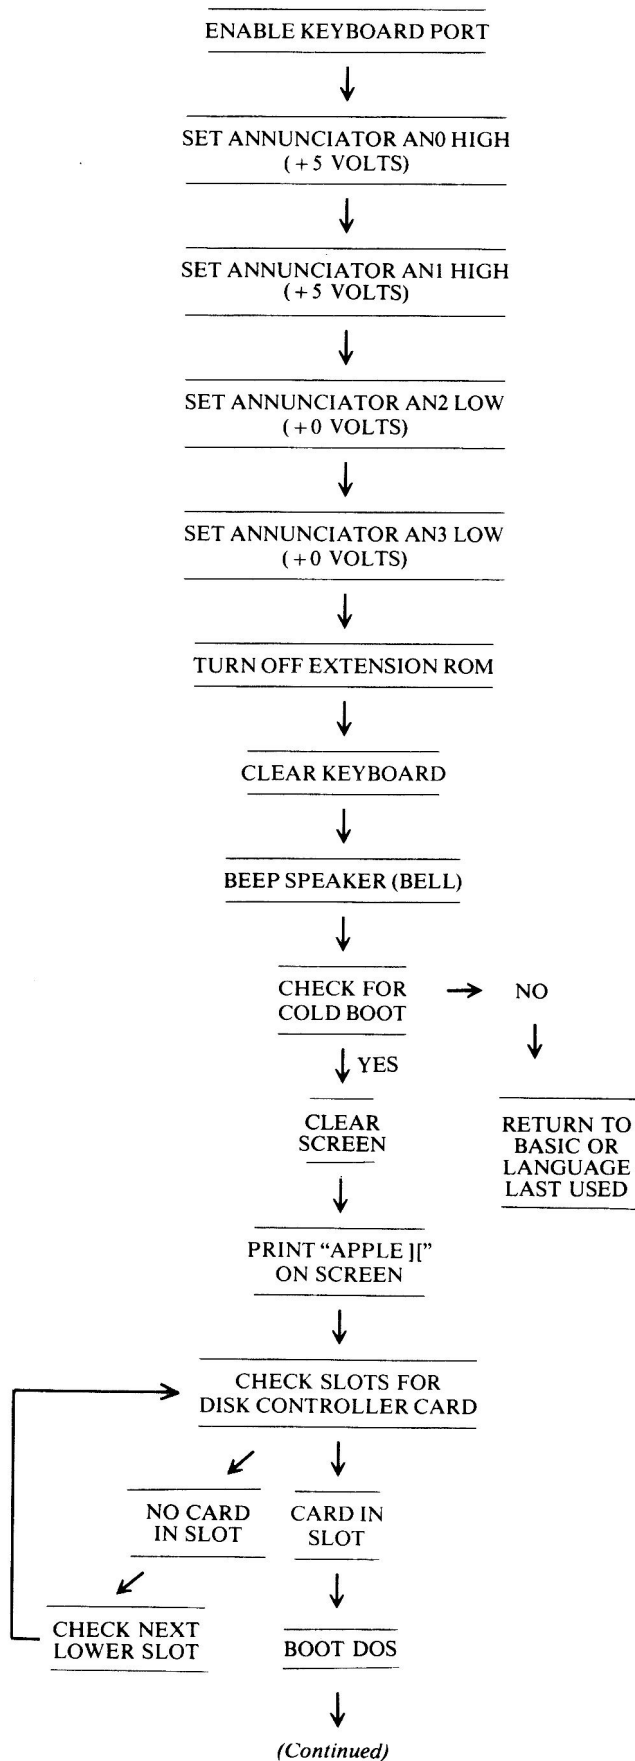 ENABLE KEYBOARD PORT
SET ANNUNCIATOR AN0 HIGH
(+5 VOLTS)
SET ANNUNCIATOR AN1 HIGH
(+5 VOLTS)
SET ANNUNCIATOR AN2 LOW
(+0 VOLTS)
SET ANNUNCIATOR AN3 LOW
(+0 VOLTS)
TURN OFF EXTENSION ROM
CLEAR KEYBOARD
BEEP SPEAKER (BELL)
CHECK FOR
COLD BOOT
NO
YES
CLEAR
SCREEN
RETURN TO
BASIC OR
LANGUAGE
LAST USED
PRINT “APPLE ][”
ON SCREEN
CHECK SLOTS FOR
DISK CONTROLLER CARD
NO CARD
IN SLOT
CARD IN
SLOT
CHECK NEXT
LOWER SLOT
BOOT DOS
(Continued)